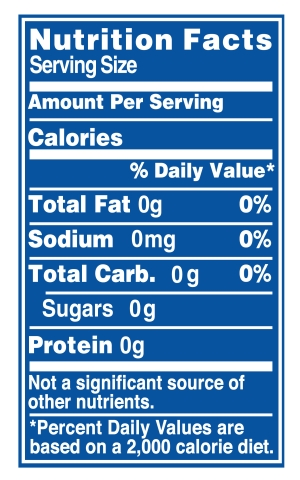 Nutrition Facts
Serving Size
Amount Per Serving
Calories
% Daily Value*
Total Fat 0g 0%
Sodium 0mg 0%
Total Carb. 0g 0%
Sugars 0g
Protein 0g
Not a significant source of
other nutrients.
*Percent Daily Values are
based on a 2,000 calorie diet.